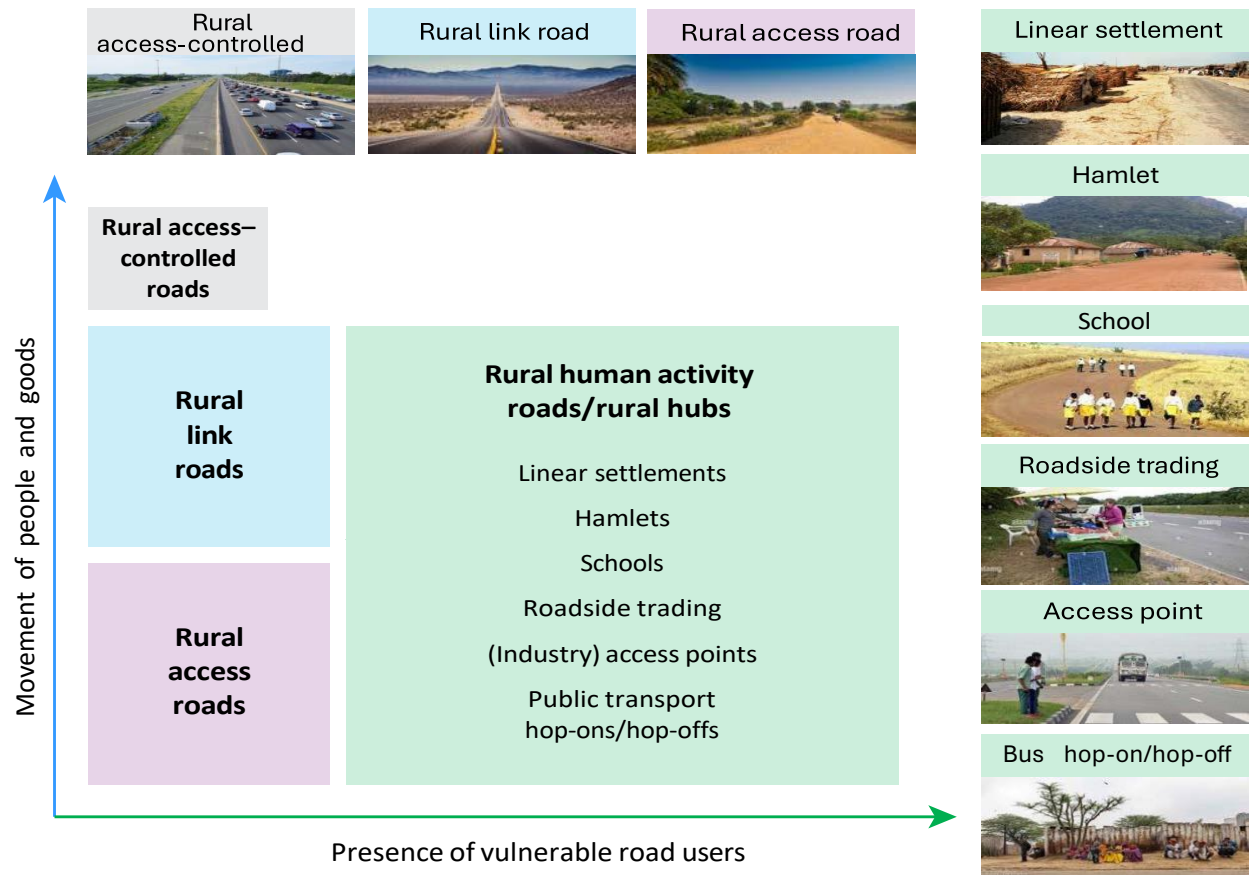 Rural
access-controlled
Rural link road
Rural access road
Linear settlement
Hamlet
School
Roadside trading
Access point
Bus hop-on/hop-off
Movement of people and goods
Rural access–
controlled
roads
Rural
link
roads
Rural
access
roads
Rural human activity
roads/rural hubs
Linear settlements
Hamlets
Schools
Roadside trading
(Industry) access points
Public transport
hop-ons/hop-offs
Presence of vulnerable road users